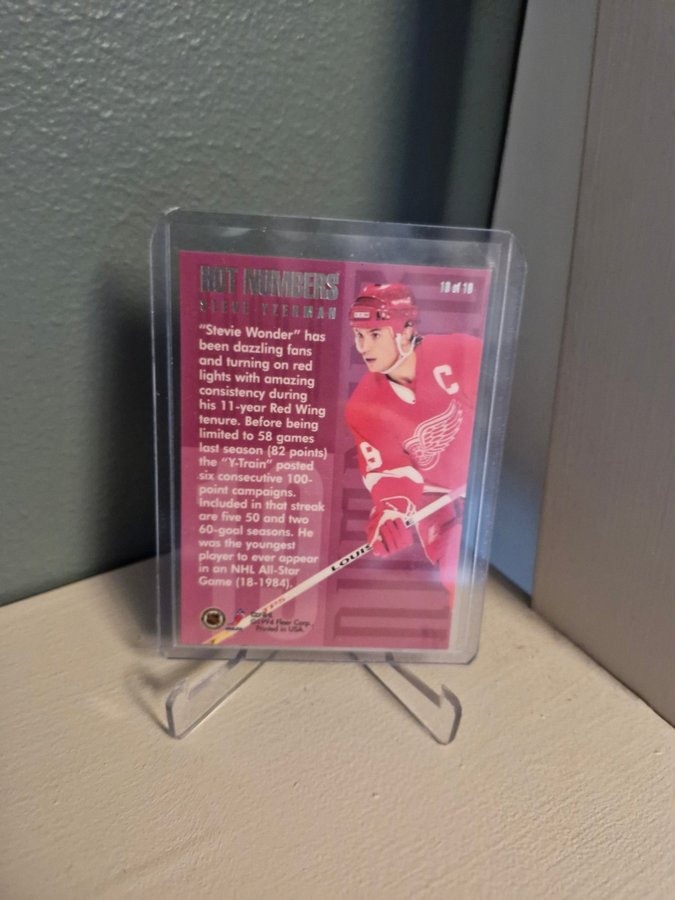 HOT NUMBERS
STEVE YZERMAN
10 of 10
"Stevie Wonder" has
been dazzling fans
and turning on red
lights with amazing
consistency during
his 11-year Red Wing
tenure. Before being
limited to 58 games
last season (82 points)
the "Y-Train" posted
six consecutive 100-
point campaigns.
Included in that streak
are five 50 and two
60-goal seasons. He
was the youngest
player to ever appear
in an NHL All-Star
Game (18-1984).
C
LOUIS
©1994 Fleer Corp.
Printed in USA